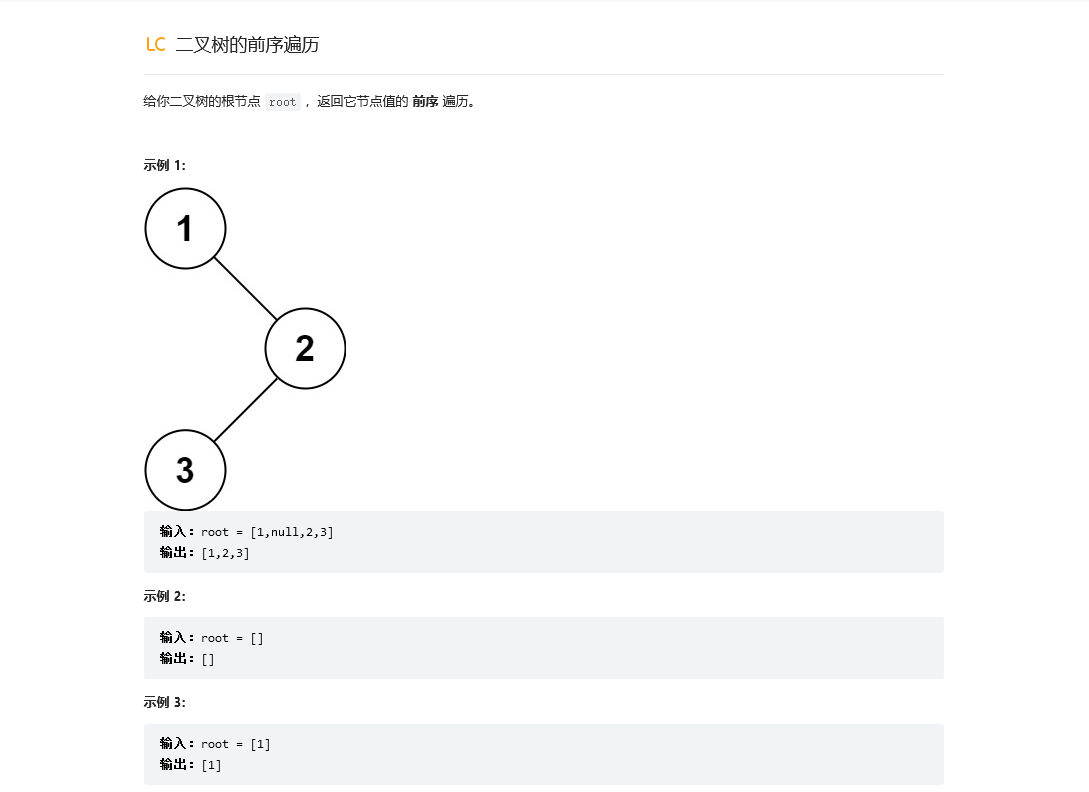 LC 二叉树的前序遍历
给你二叉树的根节点 root ，返回它节点值的 前序 遍历。
示例 1:
1
2
3
输入：root = [1,null,2,3]
输出：[1,2,3]
示例 2:
输入：root = []
输出：[]
示例 3:
输入：root = [1]
输出：[1]